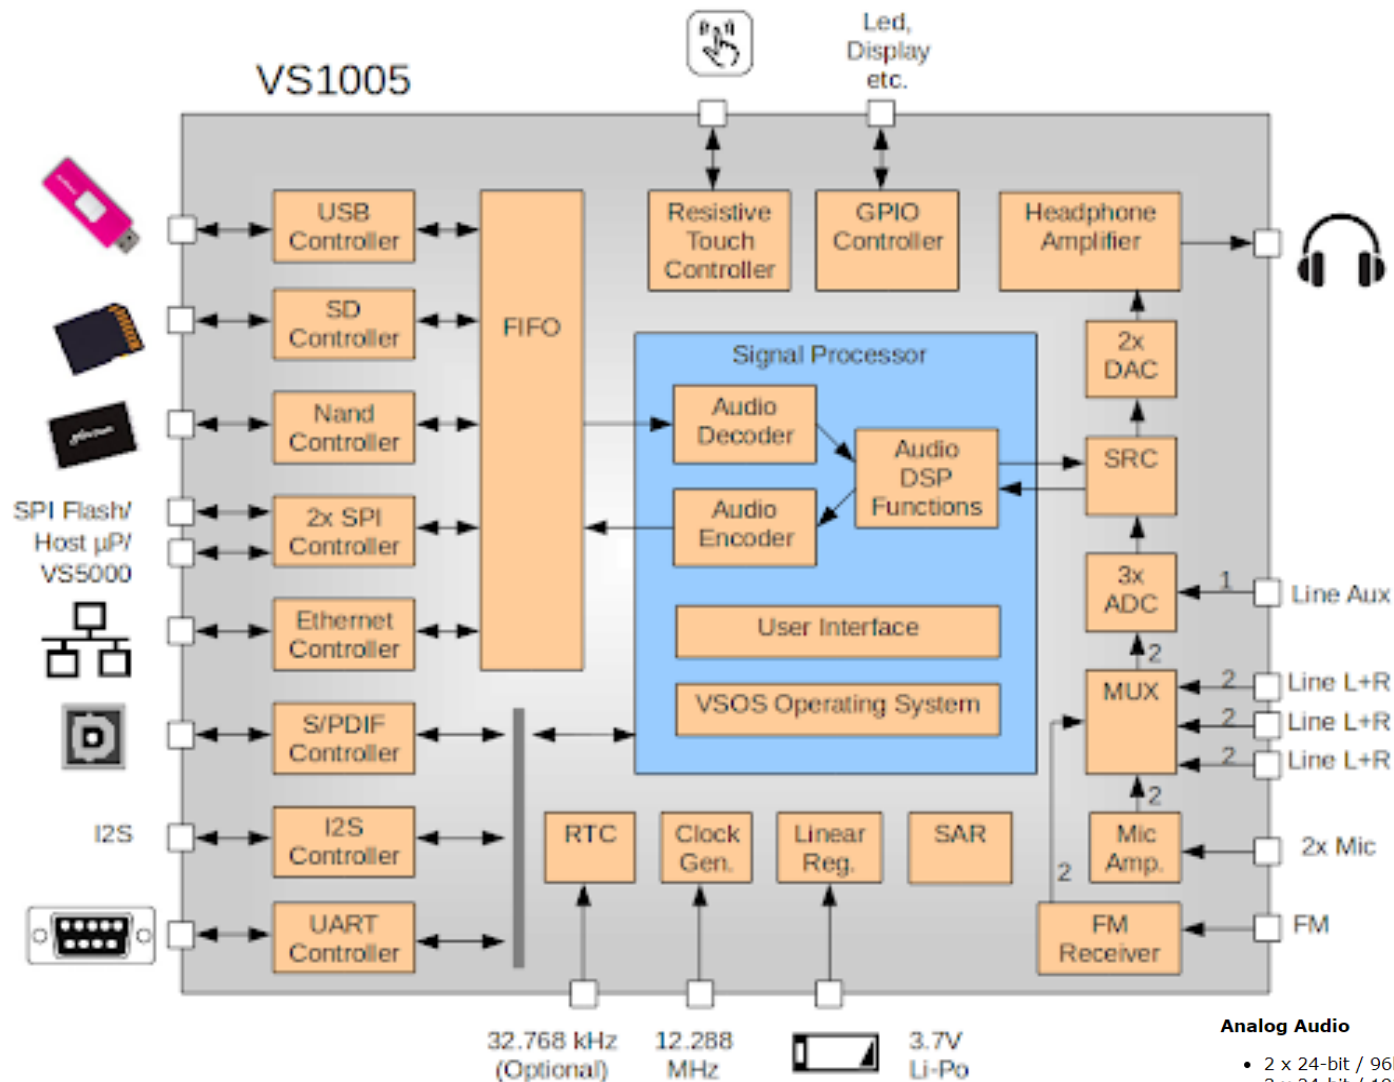 Led,
Display
etc.
VS1005
USB
Controller
FIFO
Resistive
Touch
Controller
GPIO
Controller
Headphone
Amplifier
SD
Controller
2x
DAC
Signal Processor
Nand
Controller
Audio
Decoder
Audio
DSP
Functions
SRC
SPI Flash/
Host µP/
VS5000
2x SPI
Controller
Audio
Encoder
3x
ADC
1
Line Aux
Ethernet
Controller
User Interface
2
MUX
2
Line L+R
2
Line L+R
2
Line L+R
S/PDIF
Controller
VSOS Operating System
2
I2S
I2S
Controller
RTC
Clock
Gen.
Linear
Reg.
SAR
Mic
Amp.
2x Mic
2
UART
Controller
FM
Receiver
FM
32.768 kHz
(Optional)
12.288
MHz
3.7V
Li-Po
Analog Audio
• 2 x 24-bit / 96